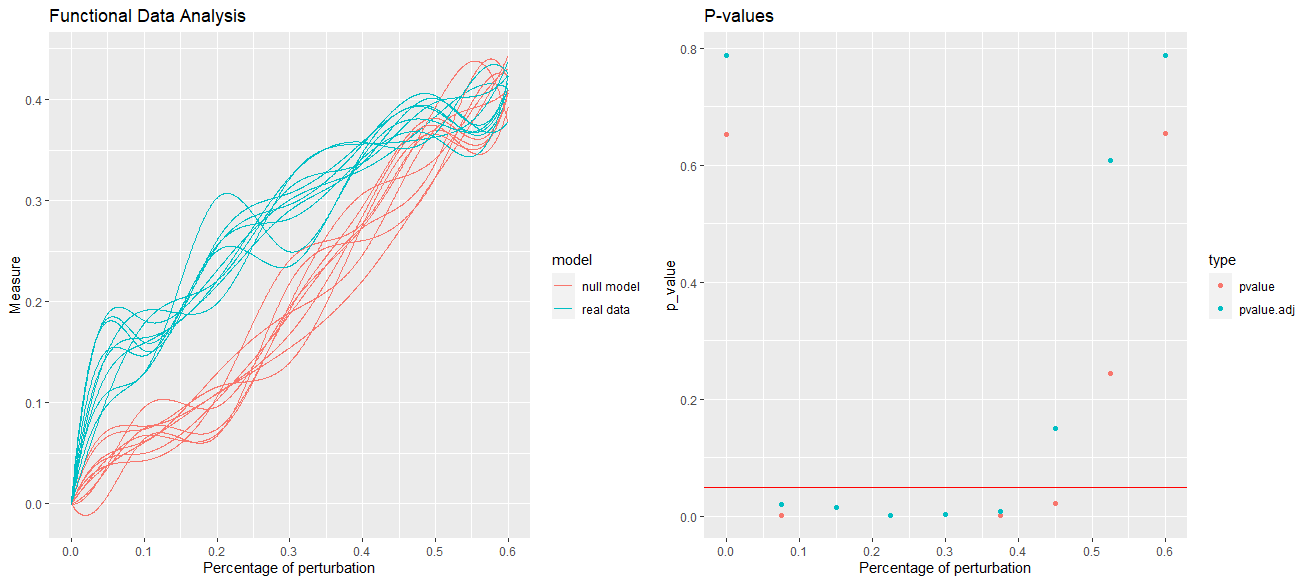 Functional Data Analysis
0.4
0.3
0.2
0.1
0.0
Measure
0.0 0.1 0.2 0.3 0.4 0.5 0.6
Percentage of perturbation
model
null model
real data
P-values
0.8
0.6
0.4
0.2
0.0
p_value
0.0 0.1 0.2 0.3 0.4 0.5 0.6
Percentage of perturbation
type
pvalue
pvalue.adj